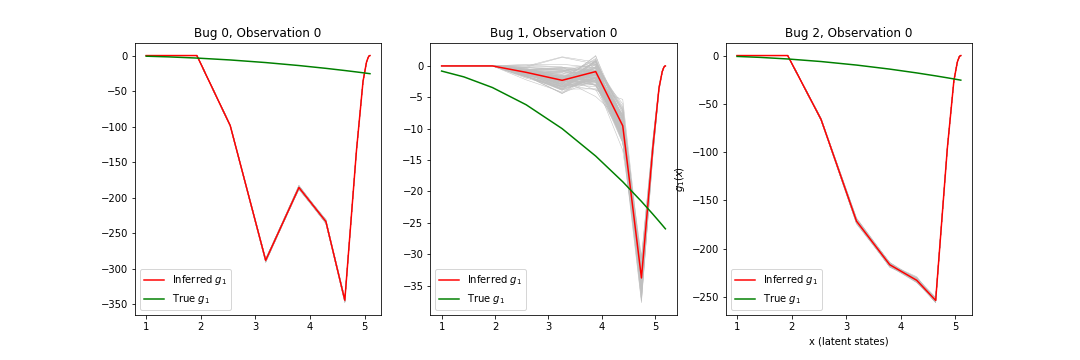 Bug 0, Observation 0
0
−50
−100
−150
−200
−250
−300
−350
1 2 3 4 5
Inferred g₁
True g₁
Bug 1, Observation 0
0
−5
−10
−15
−20
−25
−30
−35
1 2 3 4 5
Inferred g₁
True g₁
Bug 2, Observation 0
g₁(x)
0
−50
−100
−150
−200
−250
1 2 3 4 5
Inferred g₁
True g₁
x (latent states)